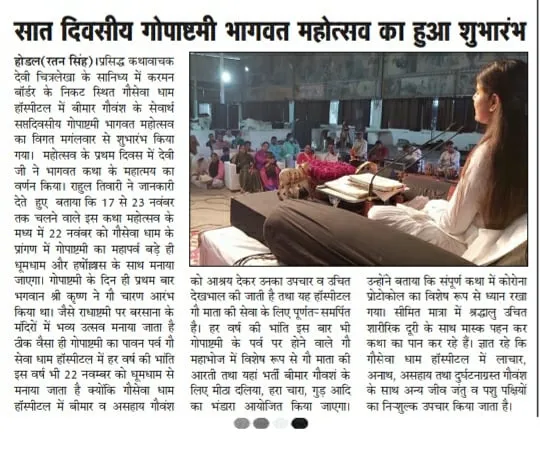 सात दिवसीय गोपाष्टमी भागवत महोत्सव का हुआ शुभारंभ
होडल(रतन सिंह)।प्रसिद्ध कथावाचक
देवी चित्रलेखा के सानिध्य में करमन
बॉर्डर के निकट स्थित गौसेवा धाम
हॉस्पीटल में बीमार गौवंश के सेवार्थ
सप्तदिवसीय गोपाष्टमी भागवत महोत्सव
का विगत मगंलवार से शुभारंभ किया
गया। महोत्सव के प्रथम दिवस में देवी
जी ने भागवत कथा के महात्मय का
वर्णन किया। राहुल तिवारी ने जानकारी
देते हुए बताया कि 17 से 23 नवंबर
तक चलने वाले इस कथा महोत्सव के
मध्य में 22 नवंबर को गौसेवा धाम के
प्रांगण में गोपाष्टमी का महापर्व बड़े ही
धूमधाम और हर्षोल्लास के साथ मनाया
जाएगा। गोपाष्टमी के दिन ही प्रथम बार
भगवान श्री कृष्ण ने गौ चारण आरंभ
किया था। जैसे राधाष्टमी पर बरसाना के
मंदिरों में भव्य उत्सव मनाया जाता है
ठीक वैसा ही गोपाष्टमी का पावन पर्व गौ
सेवा धाम हॉस्पीटल में हर वर्ष की भांति
इस वर्ष भी 22 नवम्बर को धूमधाम से
मनाया जाता है क्योंकि गौसेवा धाम
हॉस्पीटल में बीमार व असहाय गौवंश
को आश्रय देकर उनका उपचार व उचित
देखभाल की जाती है तथा यह हॉस्पीटल
गौ माता की सेवा के लिए पूर्णत- समर्पित
है। हर वर्ष की भांति इस बार भी
गोपाष्टमी के पर्व पर होने वाले गौ
महाभोज में विशेष रूप से गौ माता की
आरती तथा यहां भर्ती बीमार गौवशं के
लिए मीठा दलिया, हरा चारा, गुड़ आदि
का भंडारा आयोजित किया जाएगा।
उन्होने बताया कि संपूर्ण कथा में कोरोना
प्रोटोकॉल का विशेष रूप से ध्यान रखा
गया। सीमित मात्रा में श्रद्धालु उचित
शारीरिक दूरी के साथ मास्क पहन कर
कथा का पान कर रहे हैं। ज्ञात रहे कि
गौसेवा धाम हॉस्पीटल में लाचार,
अनाथ, असहाय तथा दुर्घटनाग्रस्त गौवंश
के साथ अन्य जीव जंतु व पशु पक्षियों
का नि-शुल्क उपचार किया जाता है।